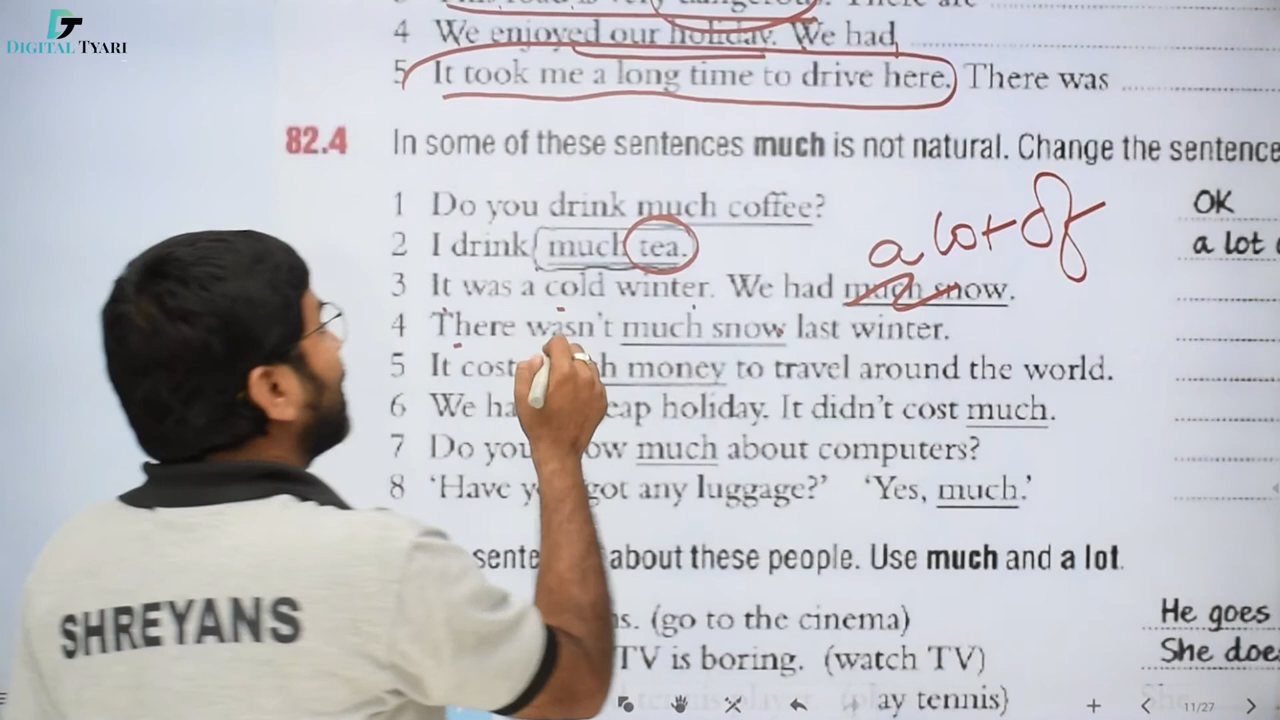 DIGITAL TYARI
4 We enjoyed our holiday. We had
5 It took me a long time to drive here. There was
82.4 In some of these sentences much is not natural. Change the sentence
1 Do you drink much coffee? OK
2 I drink much tea. a lot
a lot of
3 It was a cold winter. We had much snow.
4 There wasn't much snow last winter.
5 It cost money to travel around the world.
6 We holiday. It didn't cost much.
7 Do you much about computers?
8 'Have got any luggage?' 'Yes, much.'
about these people. Use much and a lot.
(go to the cinema) He goes
TV is boring. (watch TV) She
tennis)
SHREYANS
11/27